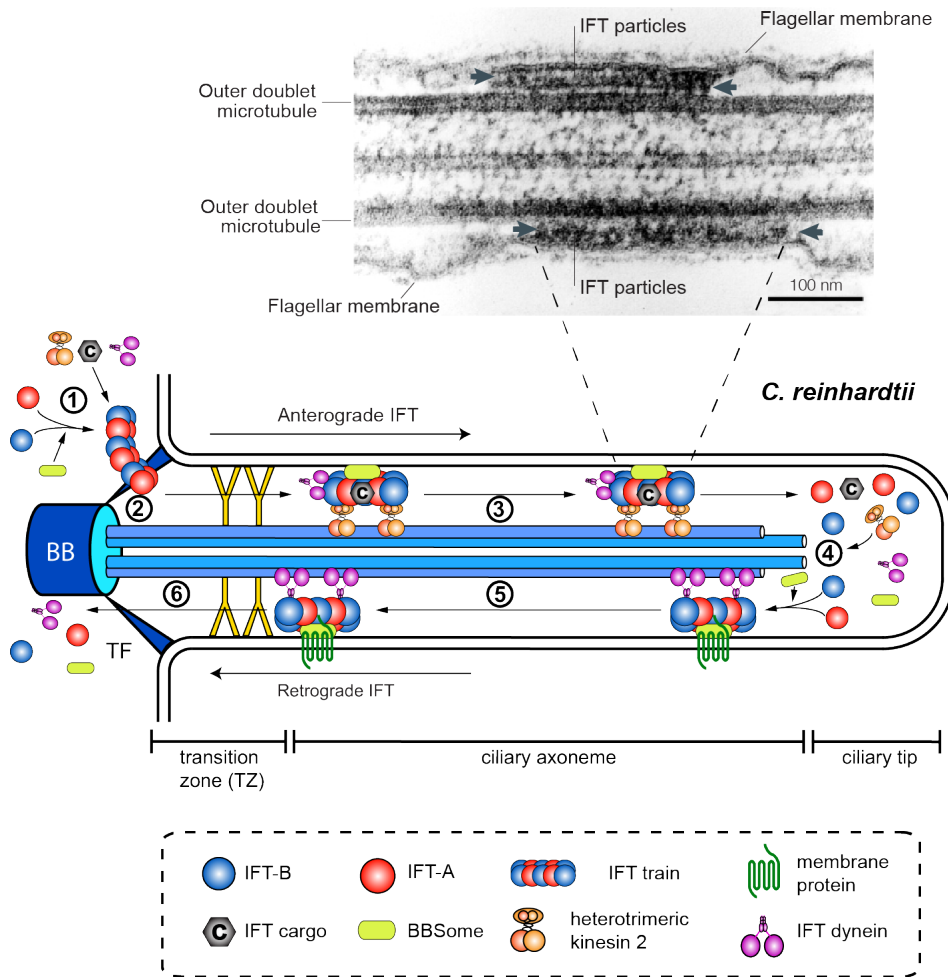 IFT particles
Flagellar membrane
Outer doublet
microtubule
Outer doublet
microtubule
IFT particles
100 nm
Flagellar membrane
C
1
C. reinhardtii
Anterograde IFT
2
C
3
C
C
4
BB
6
5
TF
Retrograde IFT
transition
zone (TZ)
ciliary axoneme
ciliary tip
IFT-B
IFT-A
IFT train
membrane
protein
C
IFT cargo
BBSome
heterotrimeric
kinesin 2
IFT dynein